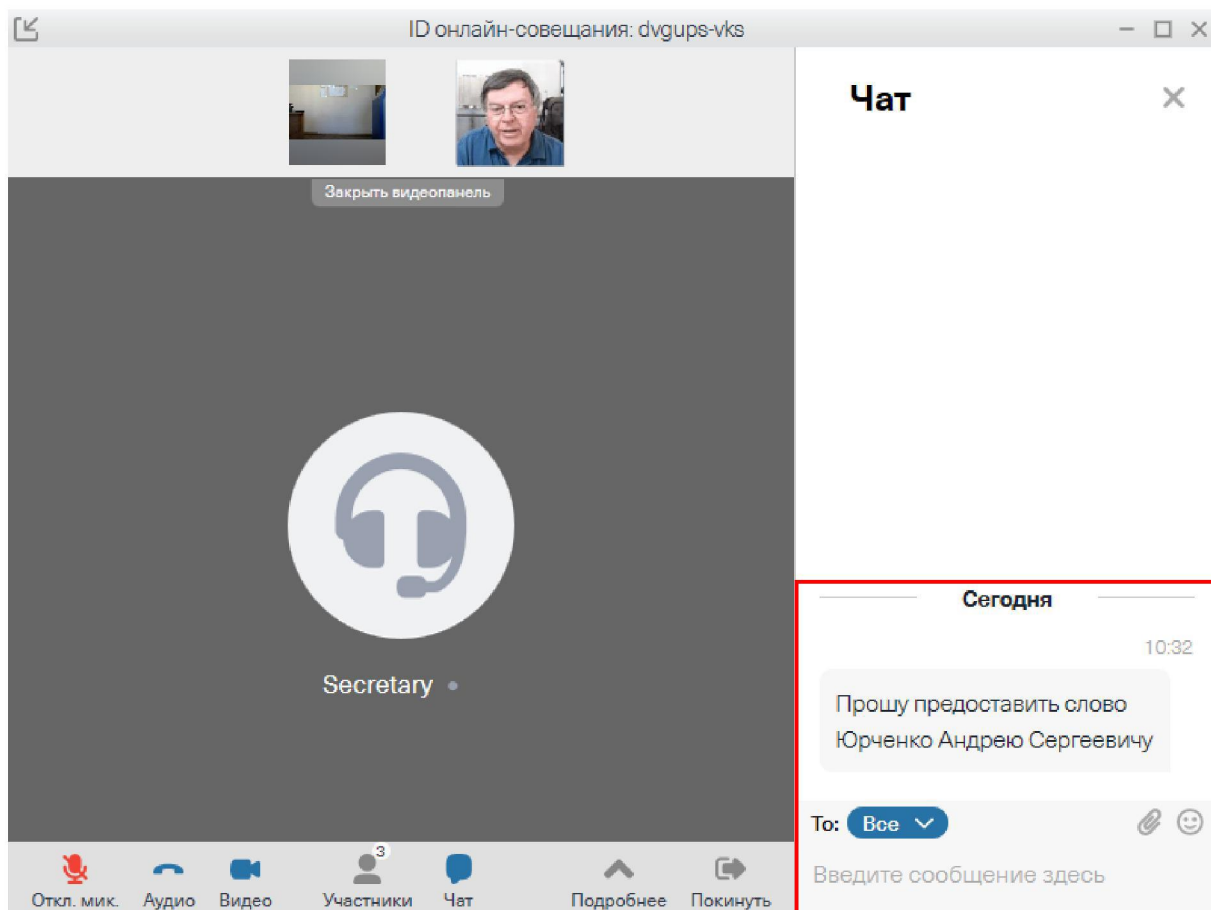 ID онлайн-совещания: dvgups-vks
Закрыть видеопанель
Secretary
Откл. мик.
Аудио
Видео
3
Участники
Чат
Подробнее
Покинуть
Чат
Сегодня
10:32
Прошу предоставить слово
Юрченко Андрею Сергеевичу
To: Все
Введите сообщение здесь